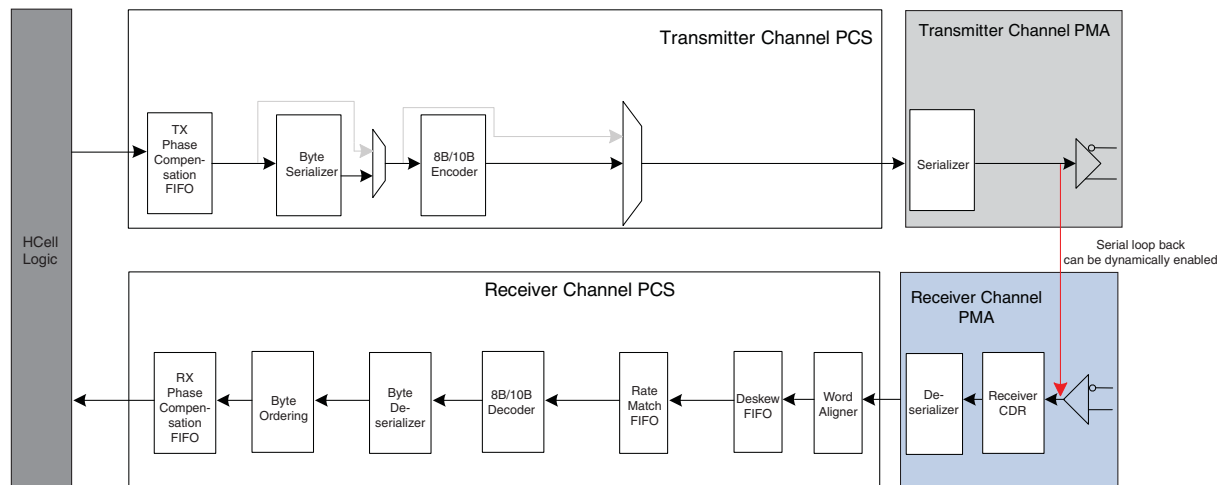 Transmitter Channel PCS
Transmitter Channel PMA
TX
Phase
Compen-
sation
FIFO
Byte
Serializer
8B/10B
Encoder
Serializer
HCell
Logic
Serial loop back
can be dynamically enabled
Receiver Channel PCS
Receiver Channel
PMA
RX
Phase
Compen-
sation
FIFO
Byte
Ordering
Byte De-
serializer
8B/10B
Decoder
Rate
Match
FIFO
Deskew
FIFO
Word
Aligner
De-
serializer
Receiver
CDR